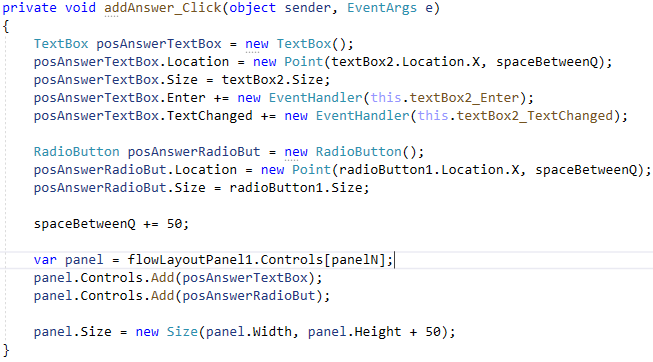 private void addAnswer_Click(object sender, EventArgs e)
{
    TextBox posAnswerTextBox = new TextBox();
    posAnswerTextBox.Location = new Point(textBox2.Location.X, spaceBetweenQ);
    posAnswerTextBox.Size = textBox2.Size;
    posAnswerTextBox.Enter += new EventHandler(this.textBox2_Enter);
    posAnswerTextBox.TextChanged += new EventHandler(this.textBox2_TextChanged);

    RadioButton posAnswerRadioBut = new RadioButton();
    posAnswerRadioBut.Location = new Point(radioButton1.Location.X, spaceBetweenQ);
    posAnswerRadioBut.Size = radioButton1.Size;

    spaceBetweenQ += 50;

    var panel = flowLayoutPanel1.Controls[panelN];
    panel.Controls.Add(posAnswerTextBox);
    panel.Controls.Add(posAnswerRadioBut);

    panel.Size = new Size(panel.Width, panel.Height + 50);
}